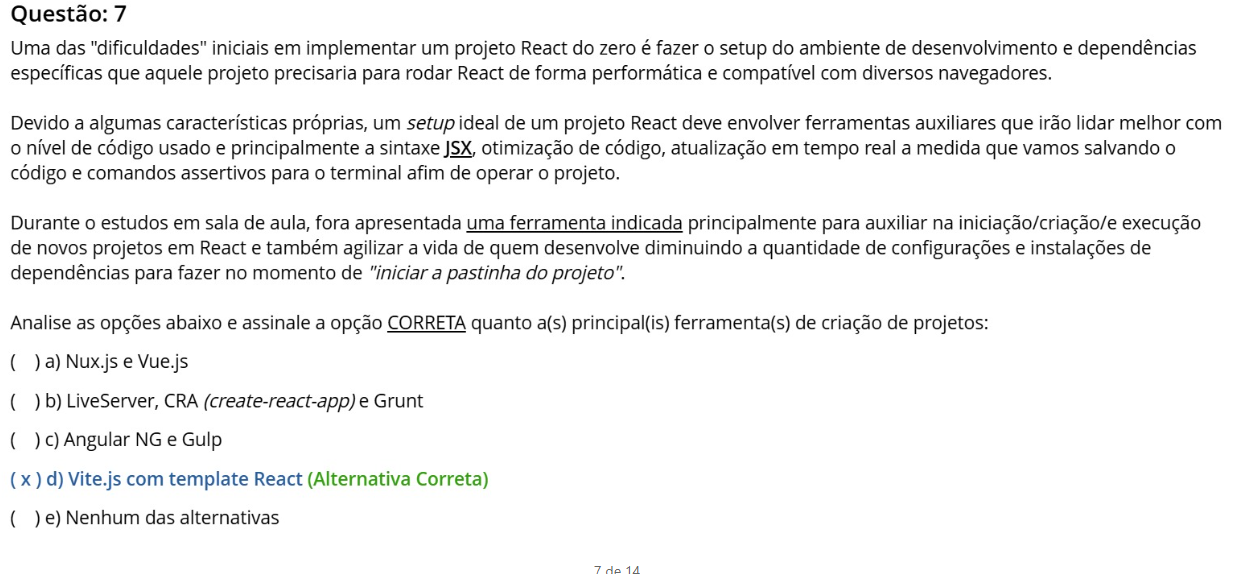 Questão: 7
Uma das "dificuldades" iniciais em implementar um projeto React do zero é fazer o setup do ambiente de desenvolvimento e dependências
específicas que aquele projeto precisaria para rodar React de forma performática e compatível com diversos navegadores.
Devido a algumas características próprias, um setup ideal de um projeto React deve envolver ferramentas auxiliares que irão lidar melhor com
o nível de código usado e principalmente a sintaxe JSX, otimização de código, atualização em tempo real a medida que vamos salvando o
código e comandos assertivos para o terminal afim de operar o projeto.
Durante o estudos em sala de aula, fora apresentada uma ferramenta indicada principalmente para auxiliar na iniciação/criação/e execução
de novos projetos em React e também agilizar a vida de quem desenvolve diminuindo a quantidade de configurações e instalações de
dependências para fazer no momento de "iniciar a pastinha do projeto".
Analise as opções abaixo e assinale a opção CORRETA quanto a(s) principal(is) ferramenta(s) de criação de projetos:
( ) a) Nux.js e Vue.js
( ) b) LiveServer, CRA (create-react-app) e Grunt
( ) c) Angular NG e Gulp
( x ) d) Vite.js com template React (Alternativa Correta)
( ) e) Nenhum das alternativas
7 de 14